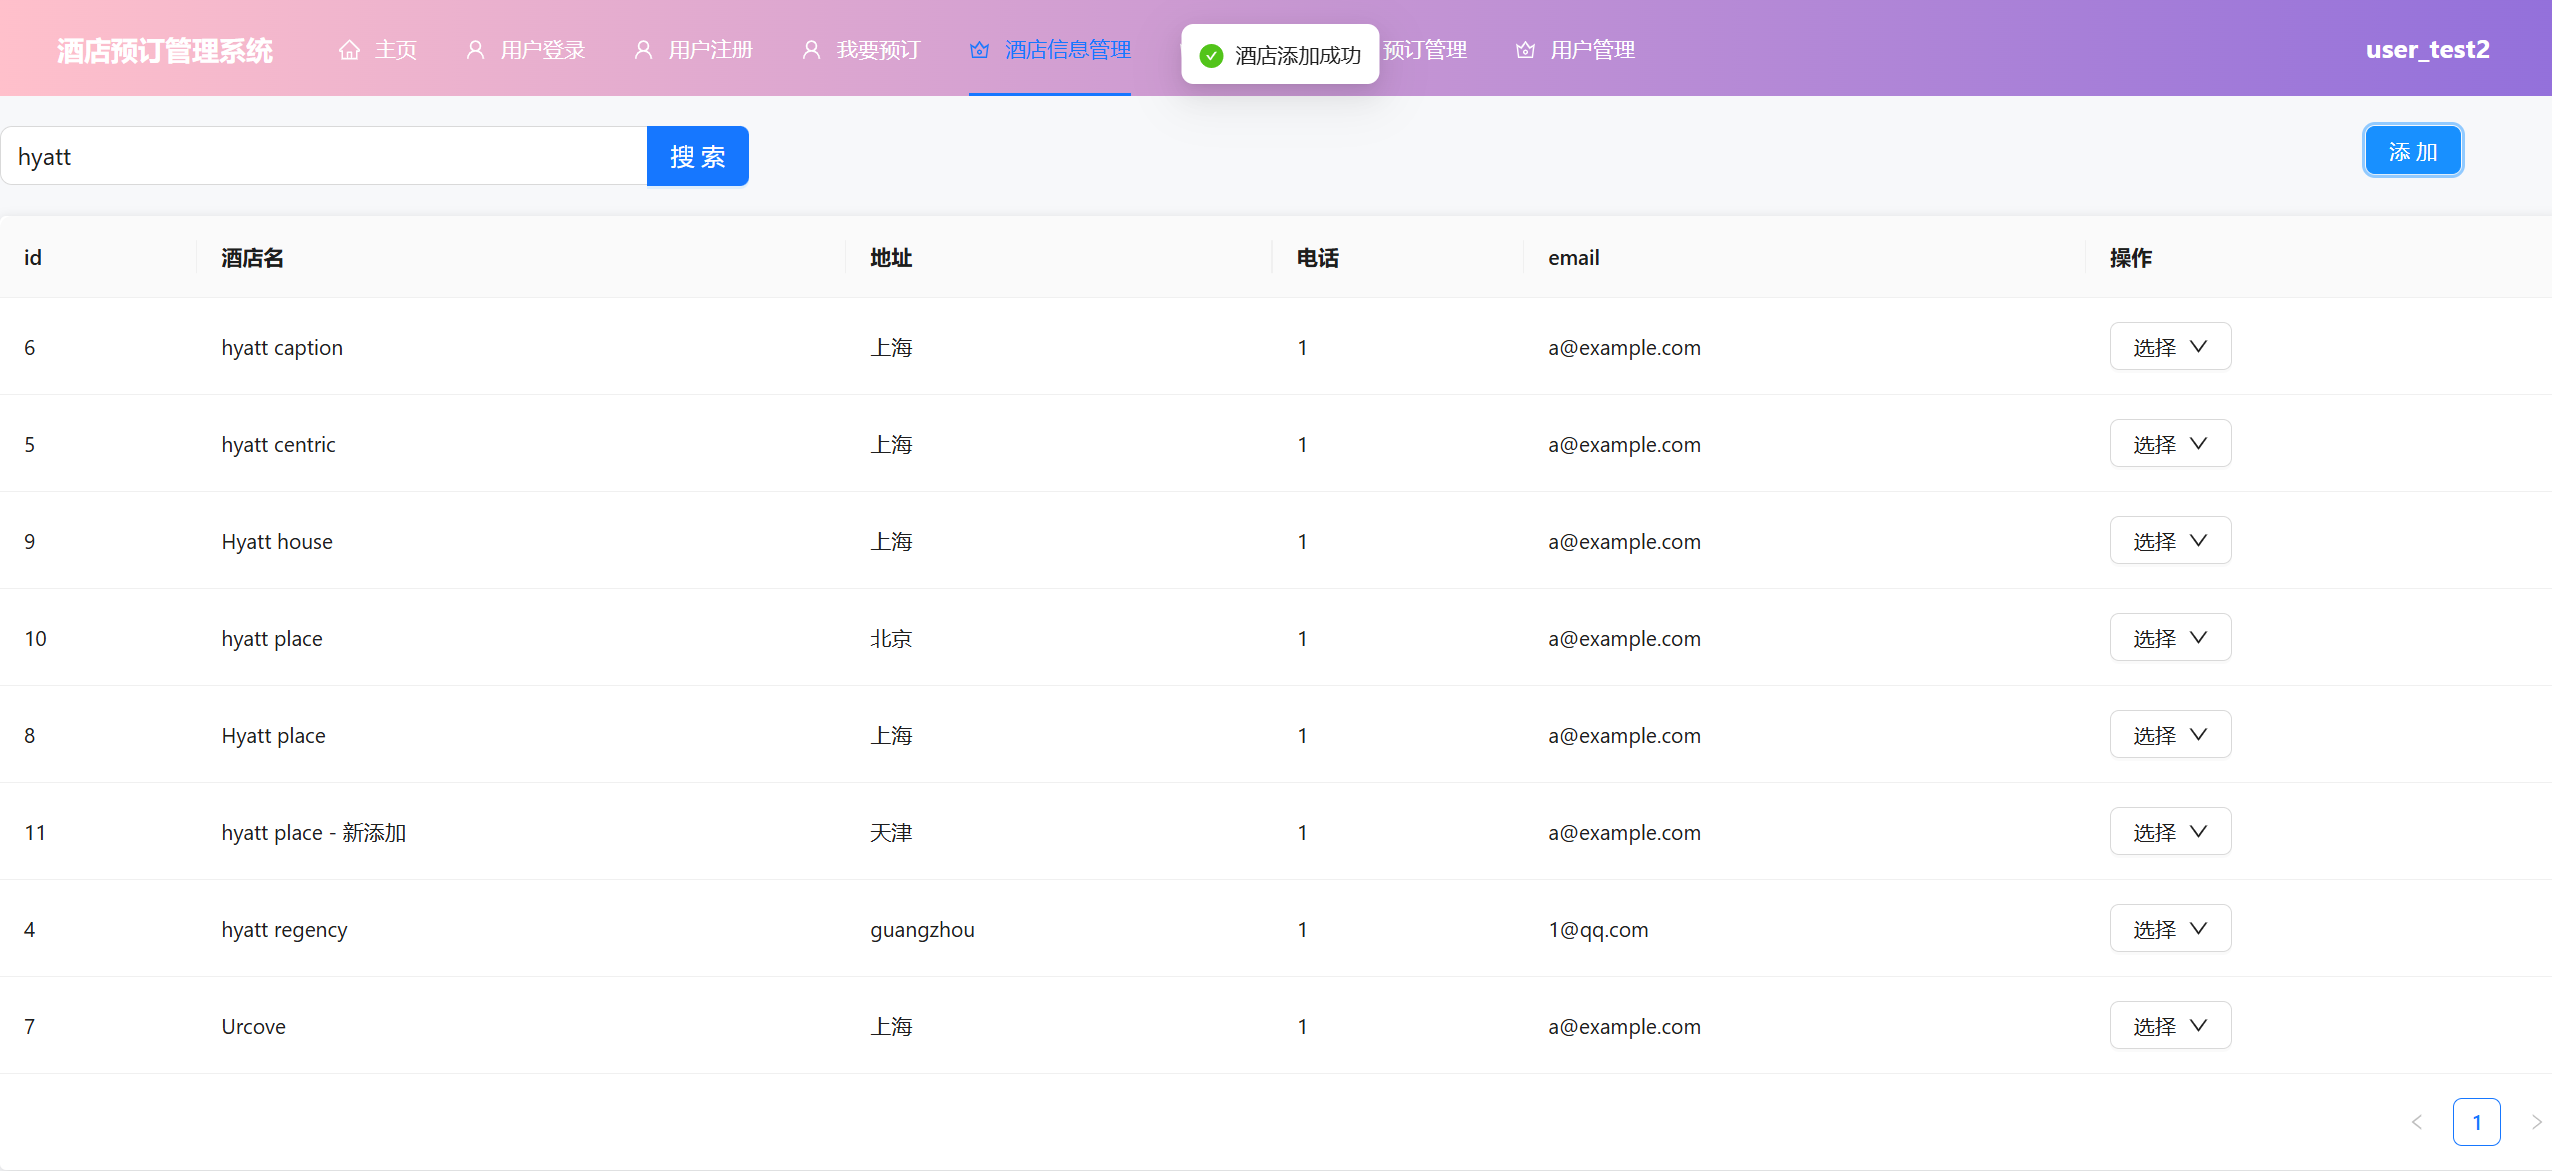 酒店预订管理系统 主页 用户登录 用户注册 我要预订 酒店信息管理 酒店添加成功 预订管理 用户管理 user_test2
hyatt 搜 索 添 加
id 酒店名 地址 电话 email 操作
6 hyatt caption 上海 1 a@example.com 选择
5 hyatt centric 上海 1 a@example.com 选择
9 Hyatt house 上海 1 a@example.com 选择
10 hyatt place 北京 1 a@example.com 选择
8 Hyatt place 上海 1 a@example.com 选择
11 hyatt place - 新添加 天津 1 a@example.com 选择
4 hyatt regency guangzhou 1 1@qq.com 选择
7 Urcove 上海 1 a@example.com 选择
1